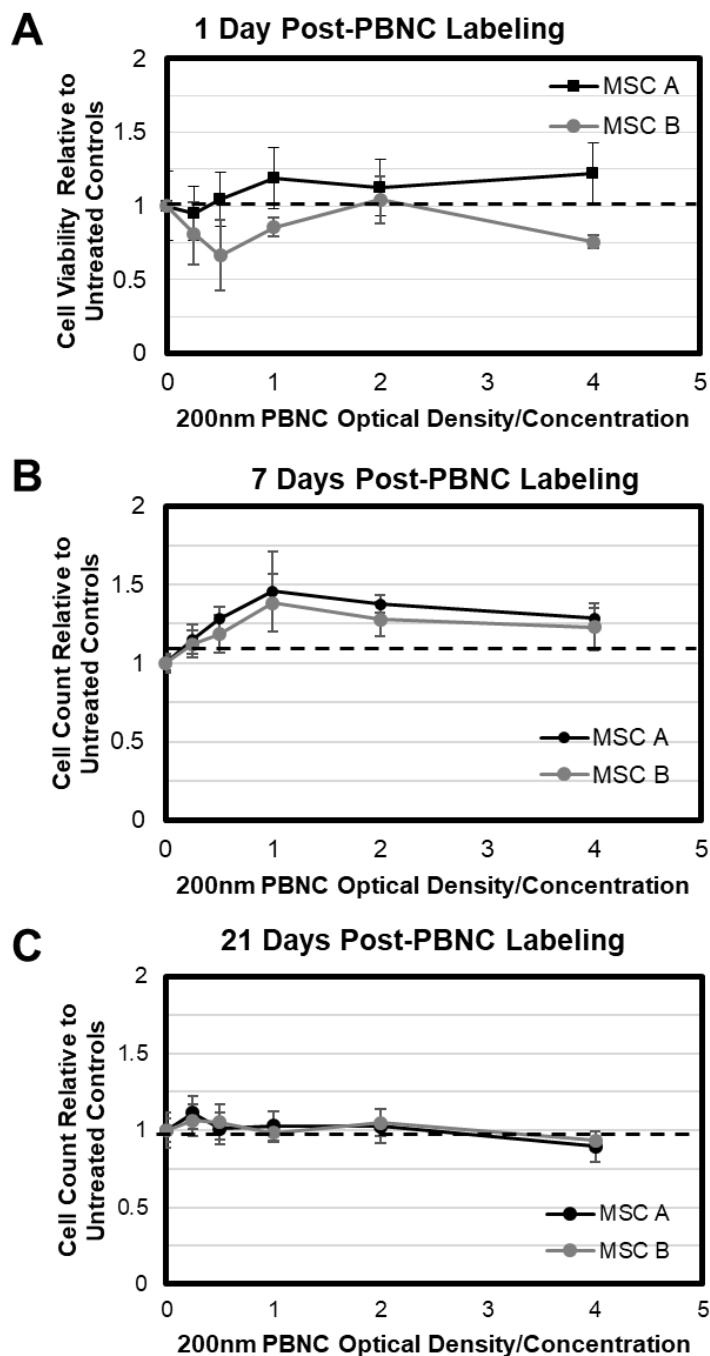 A
1 Day Post-PBNC Labeling
Cell Viability Relative to
Untreated Controls
2
1.5
1
0.5
0
MSC A
MSC B
0 1 2 3 4 5
200nm PBNC Optical Density/Concentration
B
7 Days Post-PBNC Labeling
Cell Count Relative to
Untreated Controls
2
1.5
1
0.5
0
MSC A
MSC B
0 1 2 3 4 5
200nm PBNC Optical Density/Concentration
C
21 Days Post-PBNC Labeling
Cell Count Relative to
Untreated Controls
2
1.5
1
0.5
0
MSC A
MSC B
0 1 2 3 4 5
200nm PBNC Optical Density/Concentration